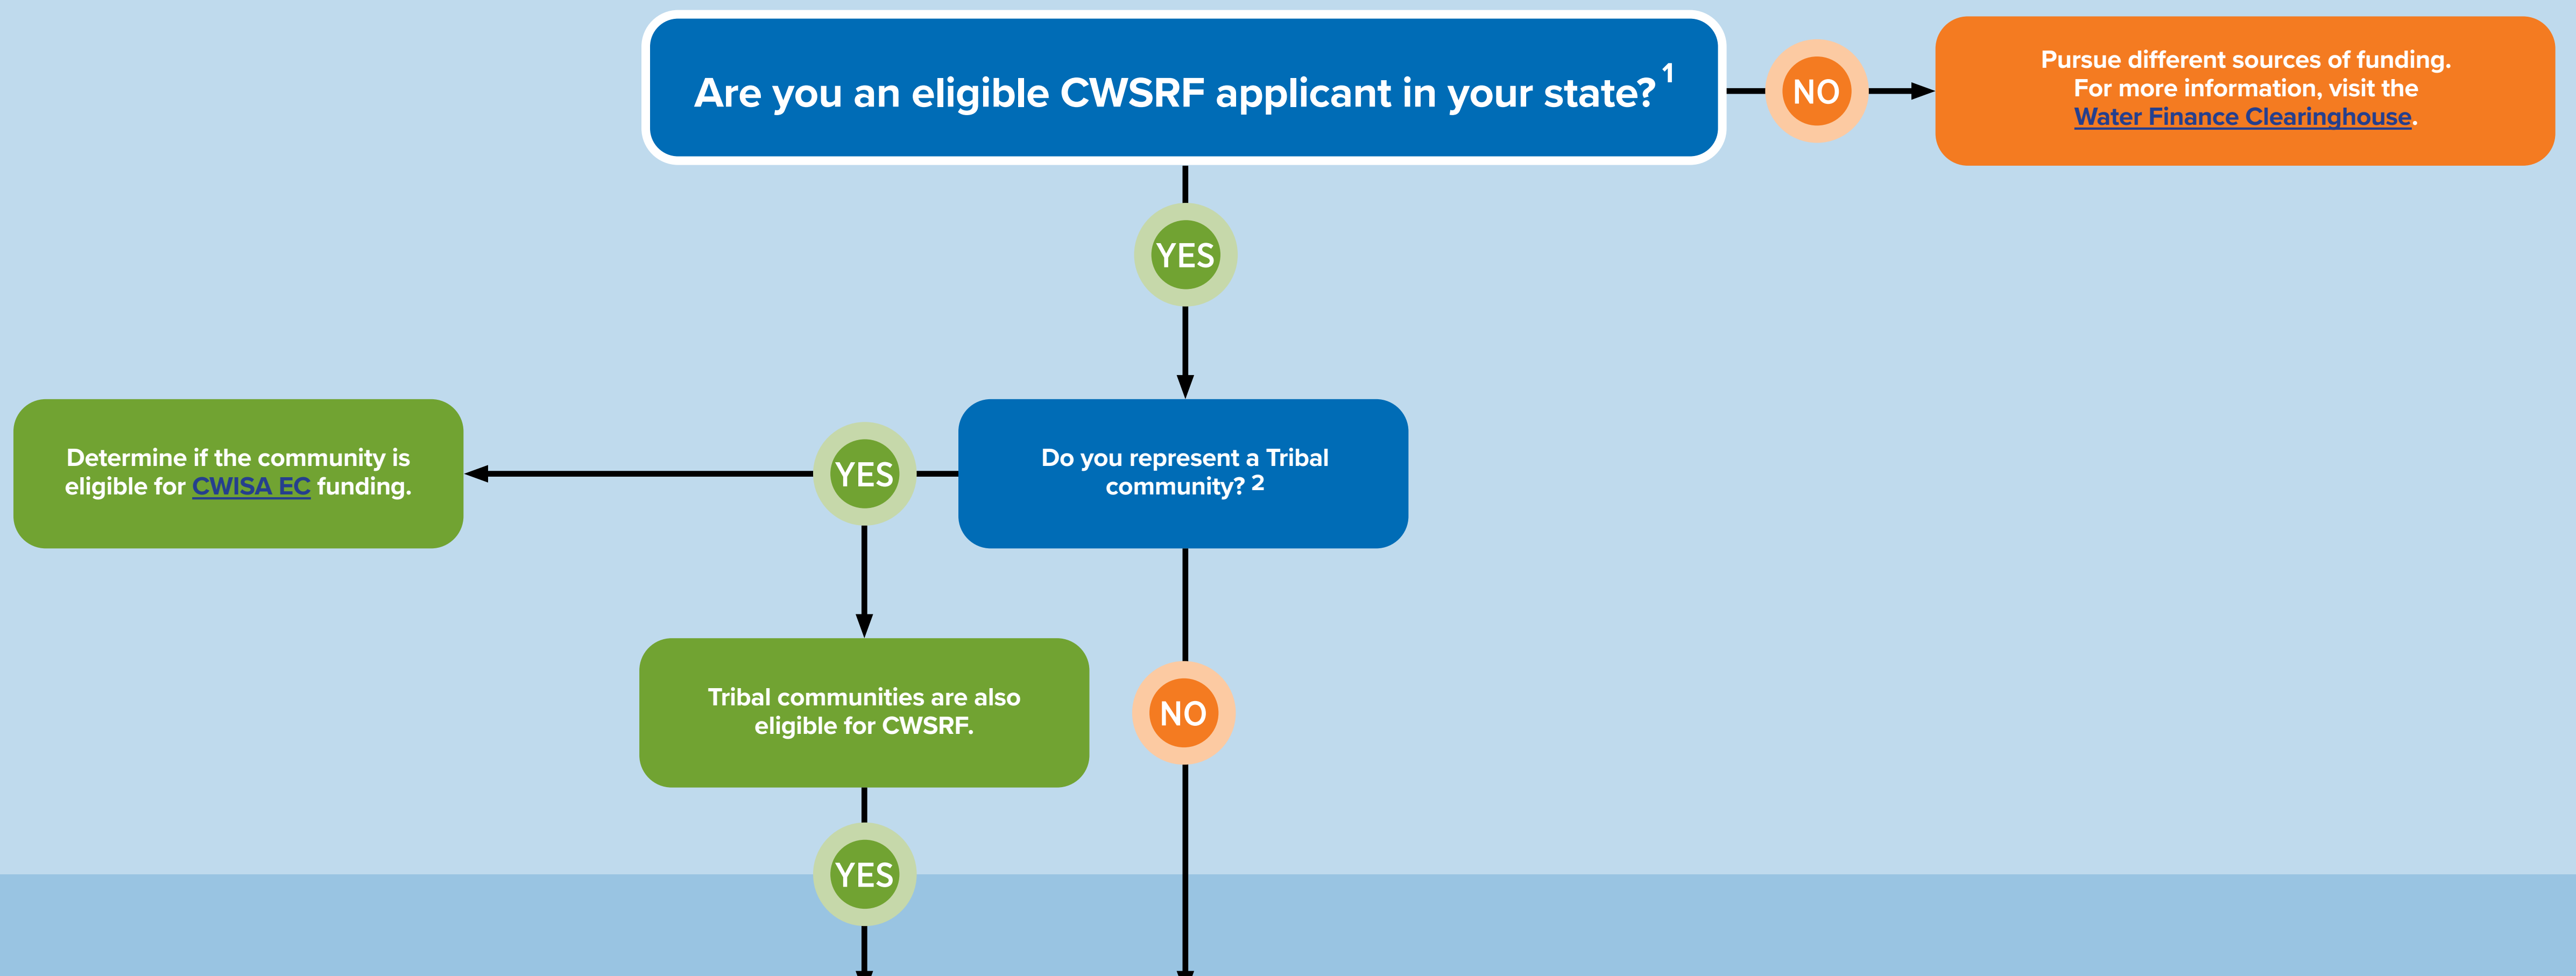 Are you an eligible CWSRF applicant in your state? 1
NO
Pursue different sources of funding.
For more information, visit the
Water Finance Clearinghouse.
YES
Determine if the community is
eligible for CWISA EC funding.
YES
Do you represent a Tribal
community? 2
Tribal communities are also
eligible for CWSRF.
NO
YES